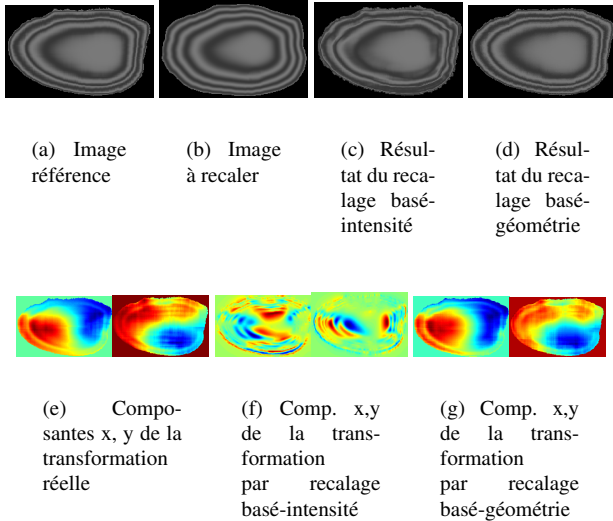 (a) Image
référence
(b) Image
à recaler
(c) Résul-
tat du reca-
lage basé-
intensité
(d) Résul-
tat du reca-
lage basé-
géométrie
(e) Compo-
santes x, y de la
transformation
réelle
(f) Comp. x,y
de la trans-
formation
par recalage
basé-intensité
(g) Comp. x,y
de la trans-
formation
par recalage
basé-géométrie